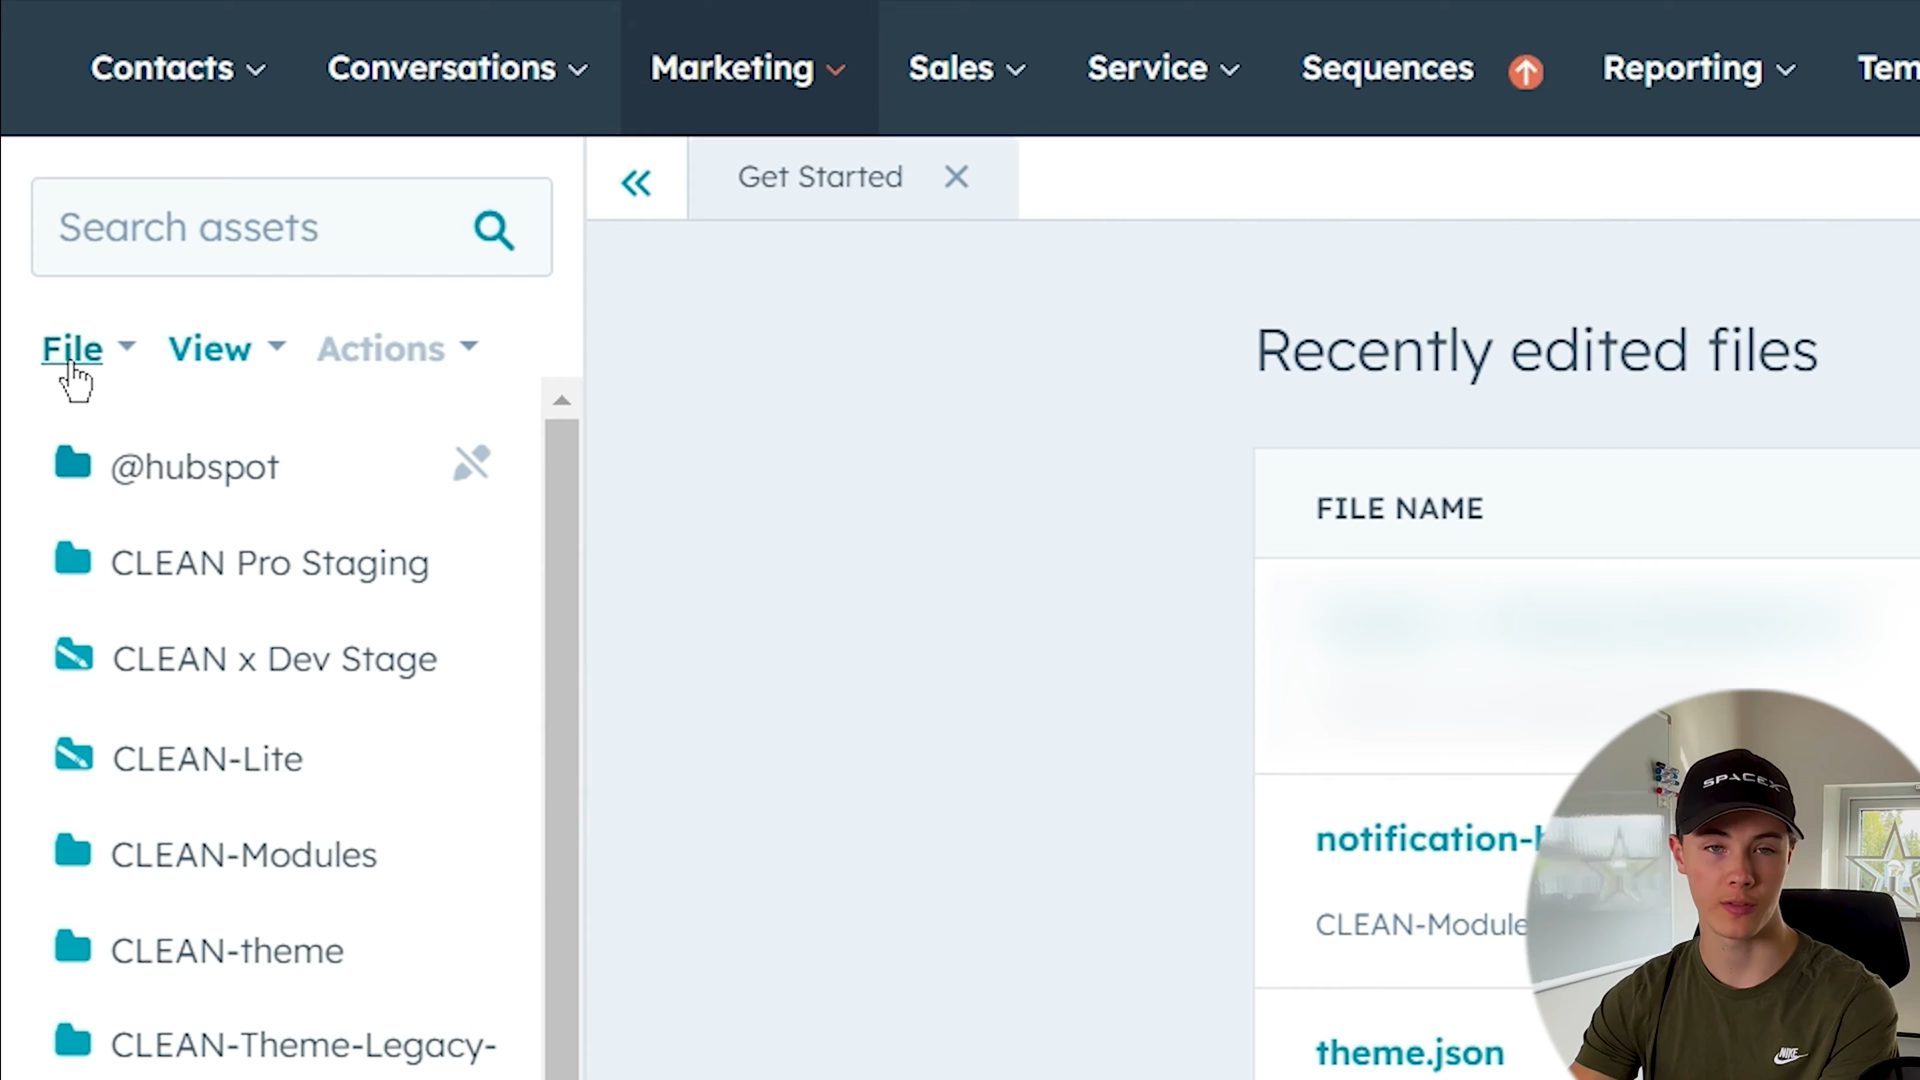 Contacts
Conversations
Marketing
Sales
Service
Sequences
Reporting
Tem
Get Started
Search assets
File
View
Actions
@hubspot
CLEAN Pro Staging
CLEAN x Dev Stage
CLEAN-Lite
CLEAN-Modules
CLEAN-theme
CLEAN-Theme-Legacy-
Recently edited files
FILE NAME
notification-
CLEAN-Module
theme.json
SPACEX
NIKE